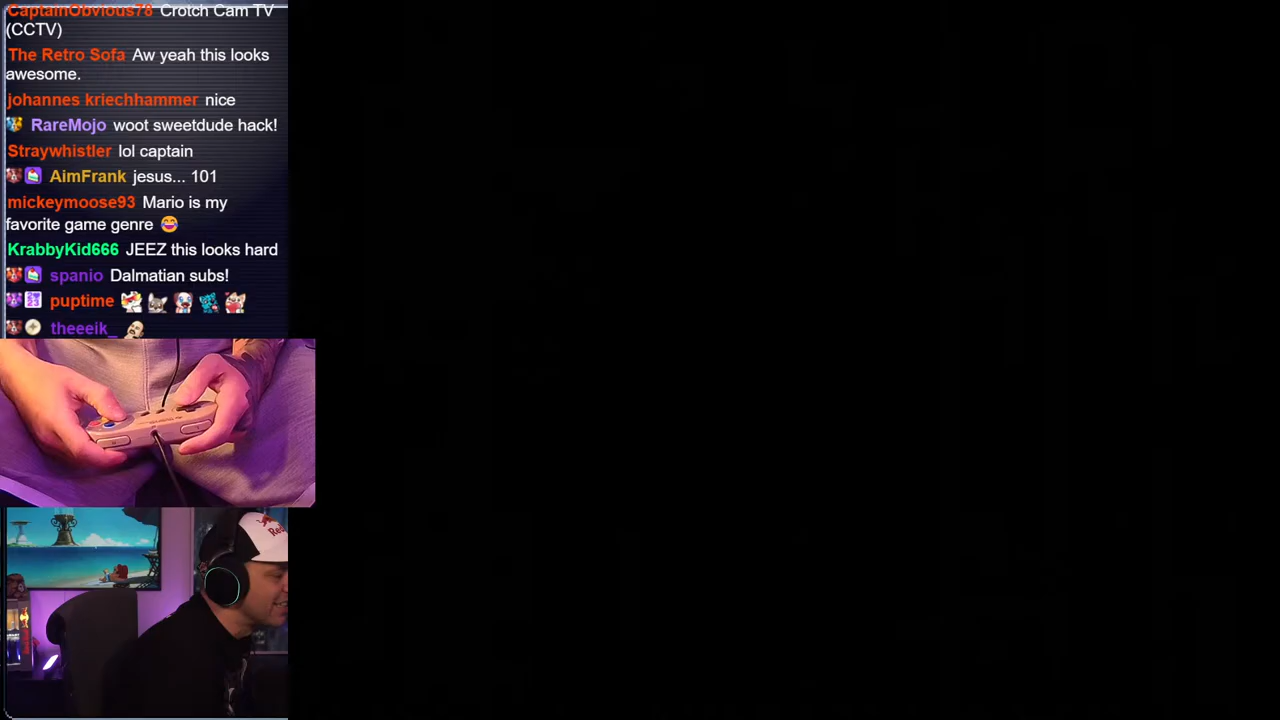 CaptainObvious78 Crotch Cam TV
(CCTV)
The Retro Sofa Aw yeah this looks
awesome.
johannes kriechhammer nice
RareMojo woot sweetdude hack!
Straywhistler lol captain
AimFrank jesus... 101
mickeymoose93 Mario is my
favorite game genre 😂
KrabbyKid666 JEEZ this looks hard
spanio Dalmatian subs!
puptime
theeeik_
Red